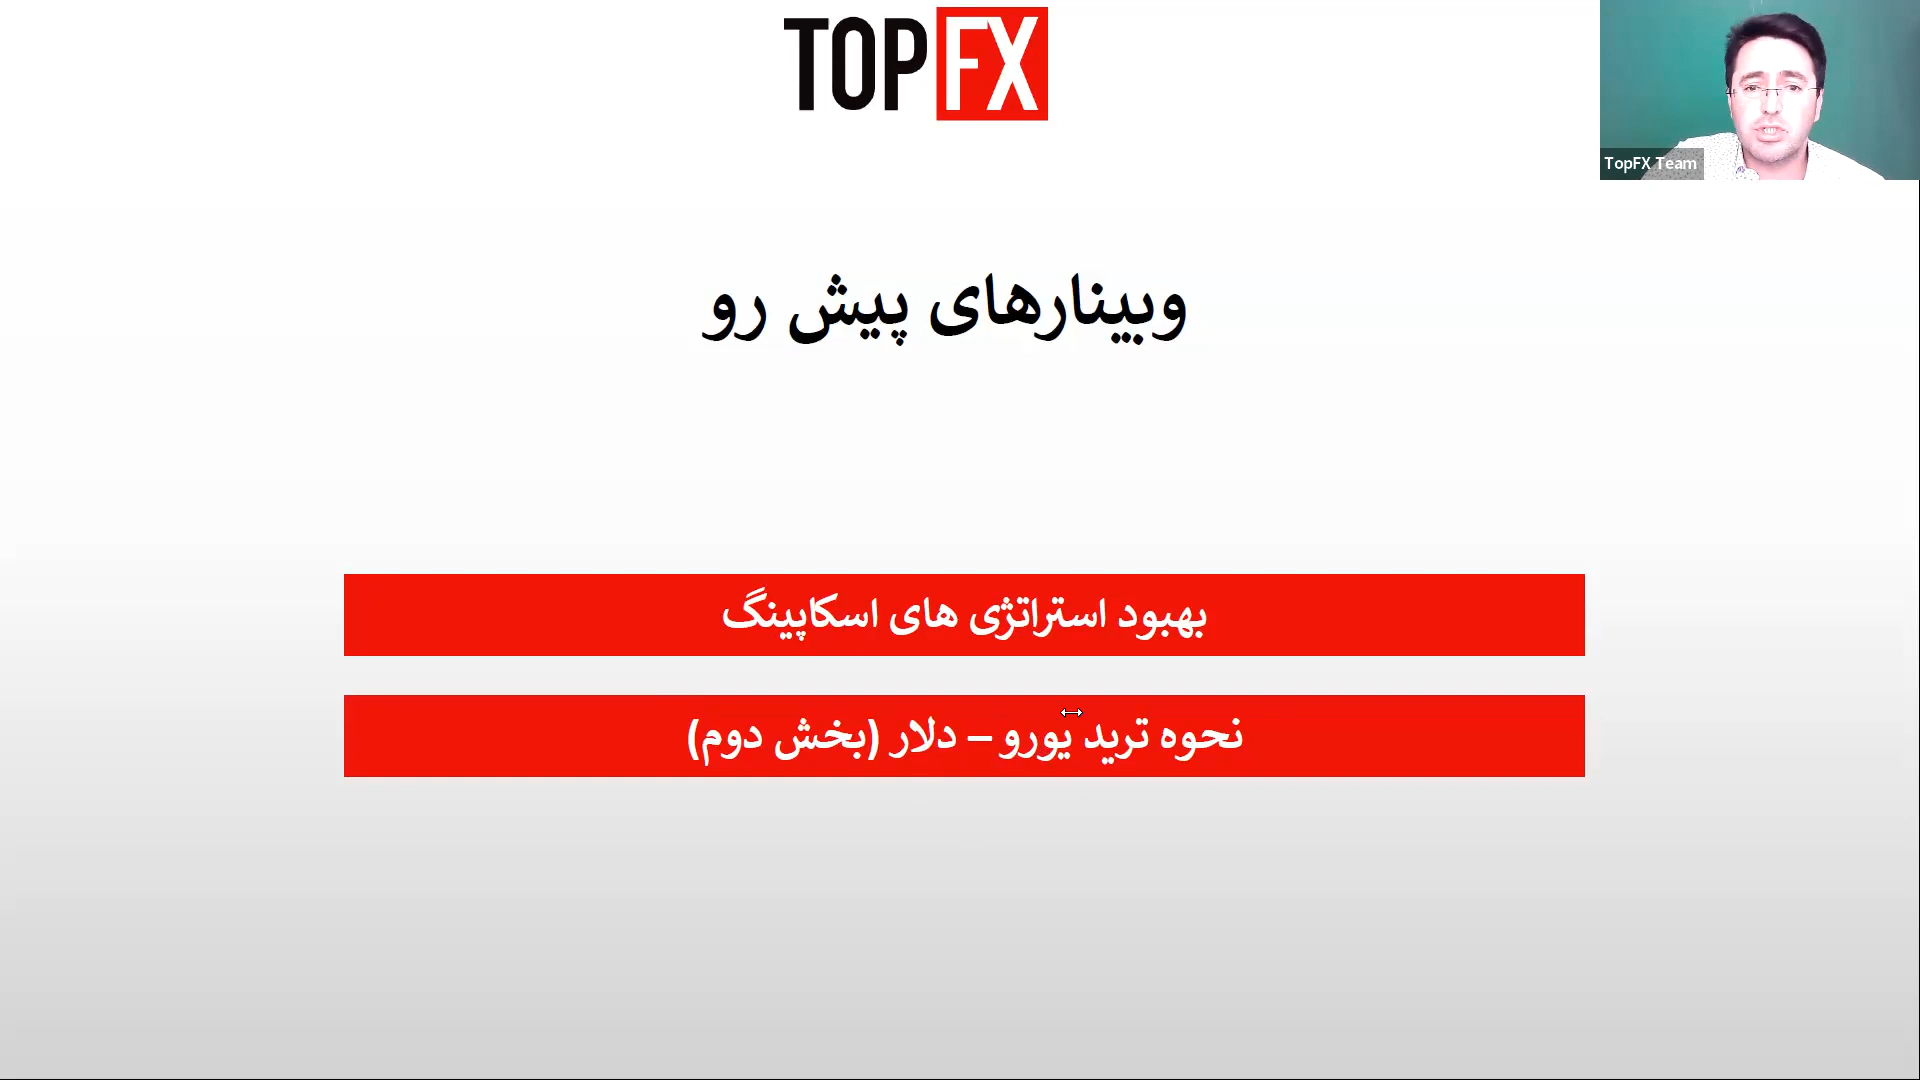 TOPFX
TopFX Team
وبینارهای پیش رو
بهبود استراتژی های اسکاپینگ
نحوه ترید یورو – دلار (بخش دوم)